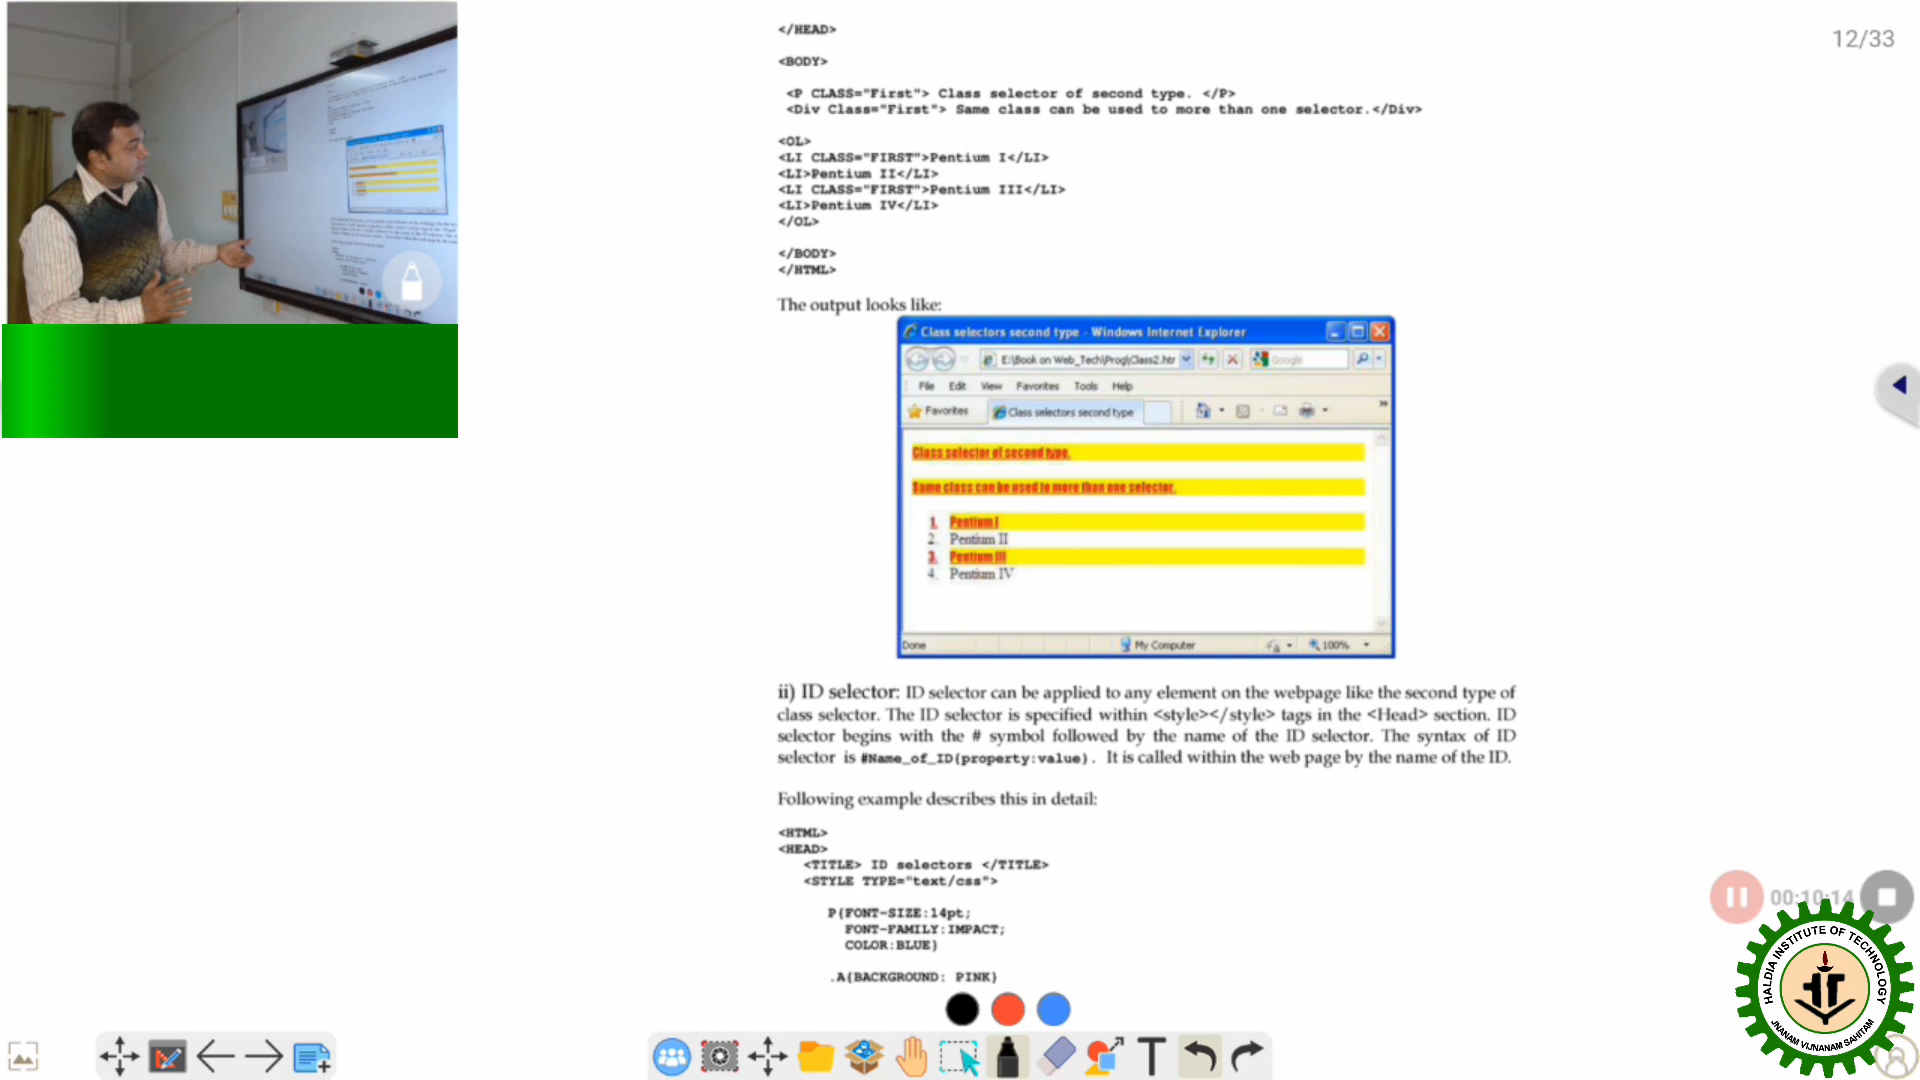 </HEAD>
12/33
<BODY>
<P CLASS="First"> Class selector of second type. </P>
<Div Class="First"> Same class can be used to more than one selector.</Div>
<OL>
<LI CLASS="FIRST">Pentium I</LI>
<LI>Pentium II</LI>
<LI CLASS="FIRST">Pentium III</LI>
<LI>Pentium IV</LI>
</OL>
</BODY>
</HTML>
The output looks like:
Class selectors second type - Windows Internet Explorer
E:\Book on Web_Tech\Prog\Class2.htr
Google
File Edit View Favorites Tools Help
Favorites
Class selectors second type
Class selector of second type.
Same class can be used to more than one selector.
1. Pentium I
2. Pentium II
3. Pentium III
4. Pentium IV
Done
My Computer
100%
ii) ID selector: ID selector can be applied to any element on the webpage like the second type of
class selector. The ID selector is specified within <style></style> tags in the <Head> section. ID
selector begins with the # symbol followed by the name of the ID selector. The syntax of ID
selector is #Name_of_ID{property:value}. It is called within the web page by the name of the ID.
Following example describes this in detail:
<HTML>
<HEAD>
<TITLE> ID selectors </TITLE>
<STYLE TYPE="text/css">
P{FONT-SIZE:14pt;
FONT-FAMILY:IMPACT;
COLOR:BLUE}
.A{BACKGROUND: PINK}
00:10:14
HALDIA INSTITUTE OF TECHNOLOGY
JNANAM VIJNANAM SAHITAM
T